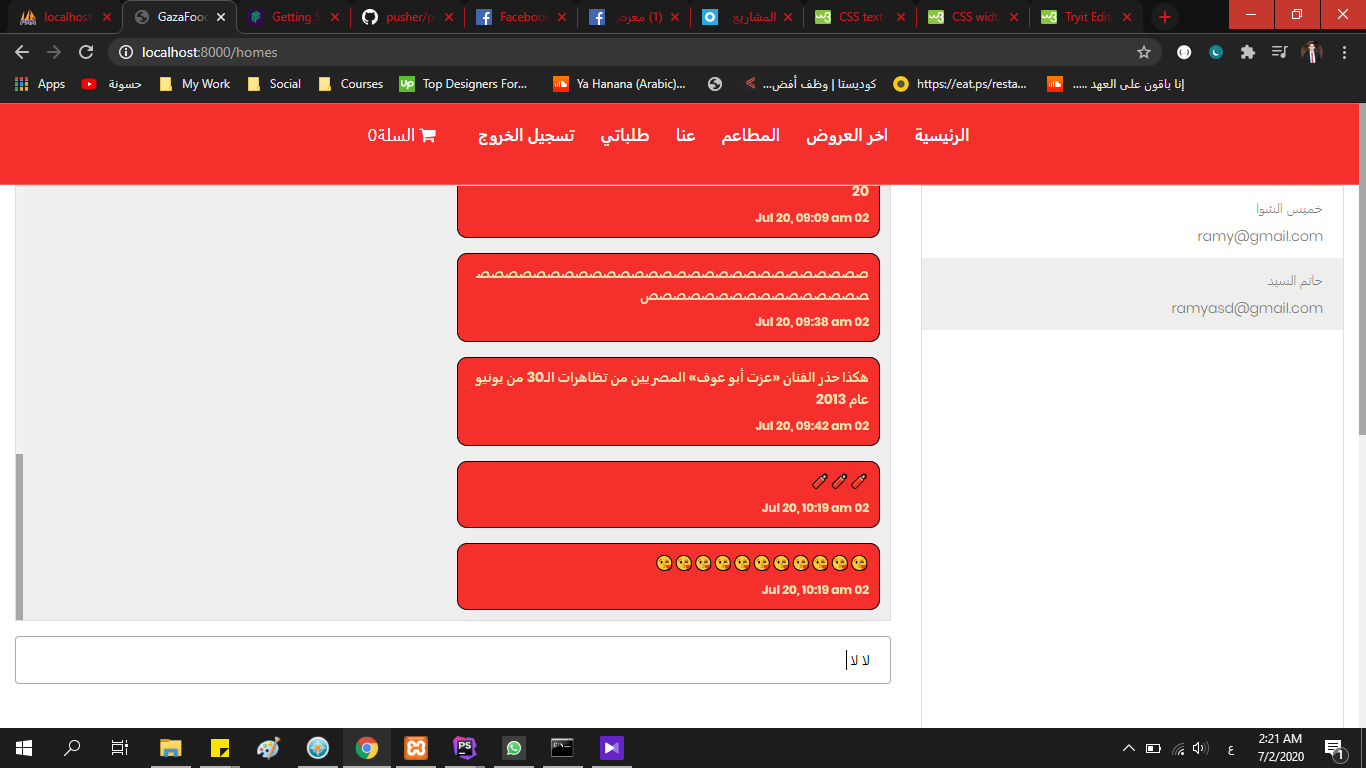 localhost
GazaFood
Getting S
pusher/p
Facebook
(1) معرض
المشاريع
CSS text-
CSS widt
Tryit Edit
localhost:8000/homes
Apps
حسونة
My Work
Social
Courses
Up Top Designers For...
Ya Hanana (Arabic)...
كوديستا | وظف أفض...
https://eat.ps/resta...
إنا باقون على العهد .....
الرئيسية
اخر العروض
المطاعم
عنا
طلباتي
تسجيل الخروج
السلة0
20
Jul 20, 09:09 am 02
Jul 20, 09:38 am 02
هكذا حذر الفنان «عزت أبو عوف» المصريين من تظاهرات الـ30 من يونيو
عام 2013
Jul 20, 09:42 am 02
Jul 20, 10:19 am 02
😘😘😘😘😘😘😘😘😘😘😘
Jul 20, 10:19 am 02
لا لا
خميس الشوا
ramy@gmail.com
حاتم السيد
ramyasd@gmail.com
PS
ع
2:21 AM
7/2/2020
1